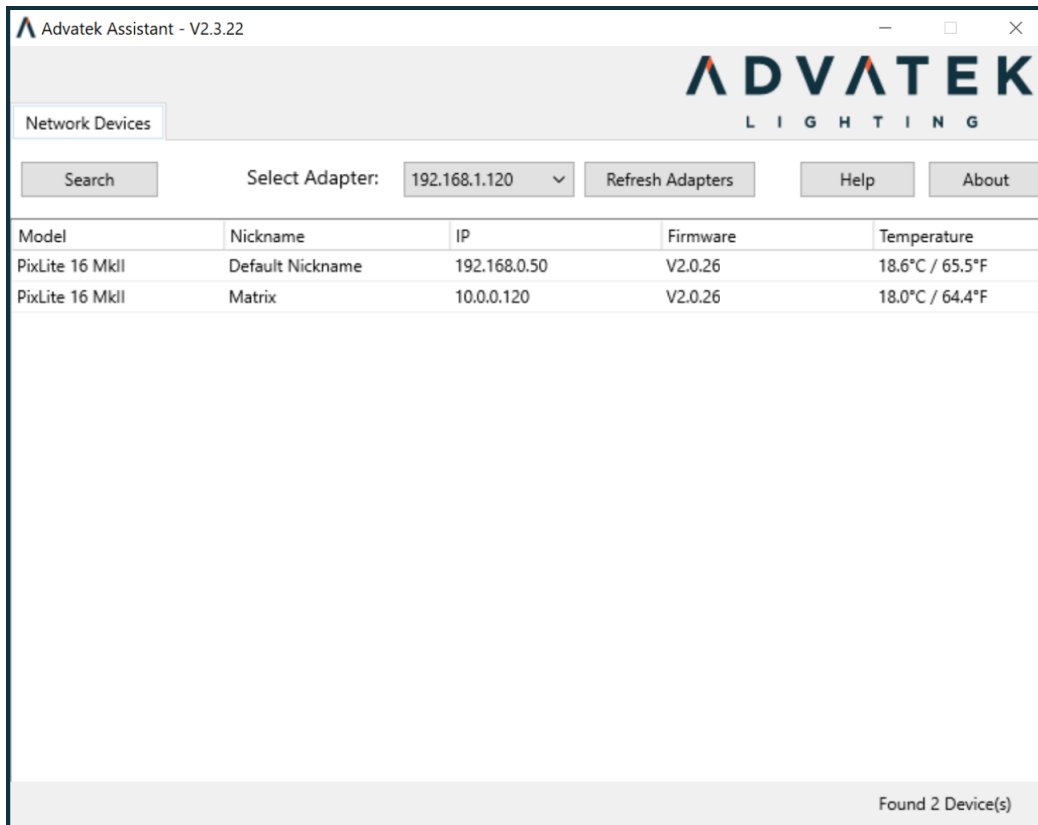 Advatek Assistant - V2.3.22
ADVATEK
LIGHTING
Network Devices
Search Select Adapter: 192.168.1.120 Refresh Adapters Help About
Model Nickname IP Firmware Temperature
PixLite 16 MkII Default Nickname 192.168.0.50 V2.0.26 18.6°C / 65.5°F
PixLite 16 MkII Matrix 10.0.0.120 V2.0.26 18.0°C / 64.4°F
Found 2 Device(s)